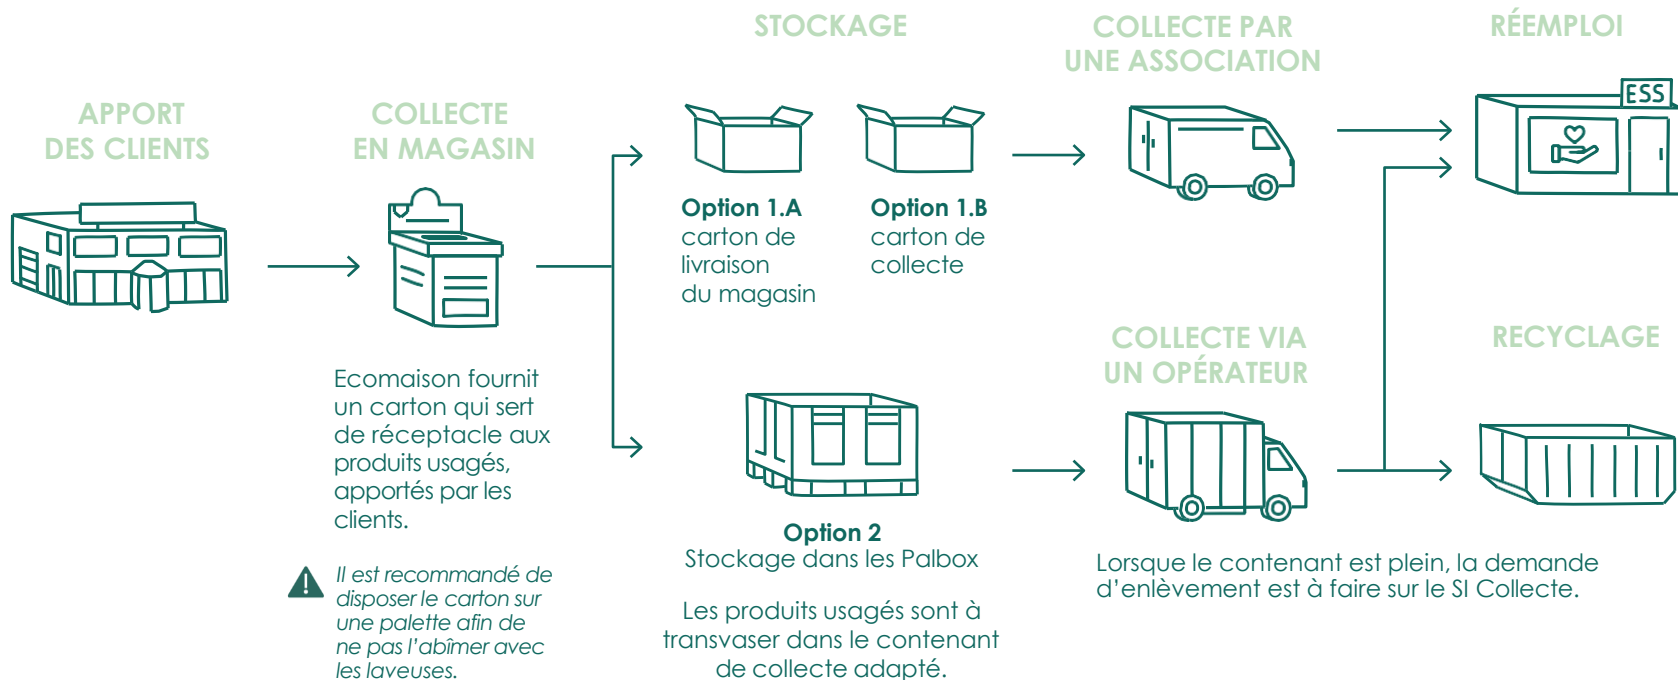 APPORT
DES CLIENTS
COLLECTE
EN MAGASIN
Ecomaison fournit
un carton qui sert
de réceptacle aux
produits usagés,
apportés par les
clients.
Il est recommandé de
disposer le carton sur
une palette afin de
ne pas l’abîmer avec
les laveuses.
STOCKAGE
Option 1.A
carton de
livraison
du magasin
Option 1.B
carton de
collecte
Option 2
Stockage dans les Palbox
Les produits usagés sont à
transvaser dans le contenant
de collecte adapté.
COLLECTE PAR
UNE ASSOCIATION
COLLECTE VIA
UN OPÉRATEUR
Lorsque le contenant est plein, la demande
d’enlèvement est à faire sur le SI Collecte.
RÉEMPLOI
ESS
RECYCLAGE